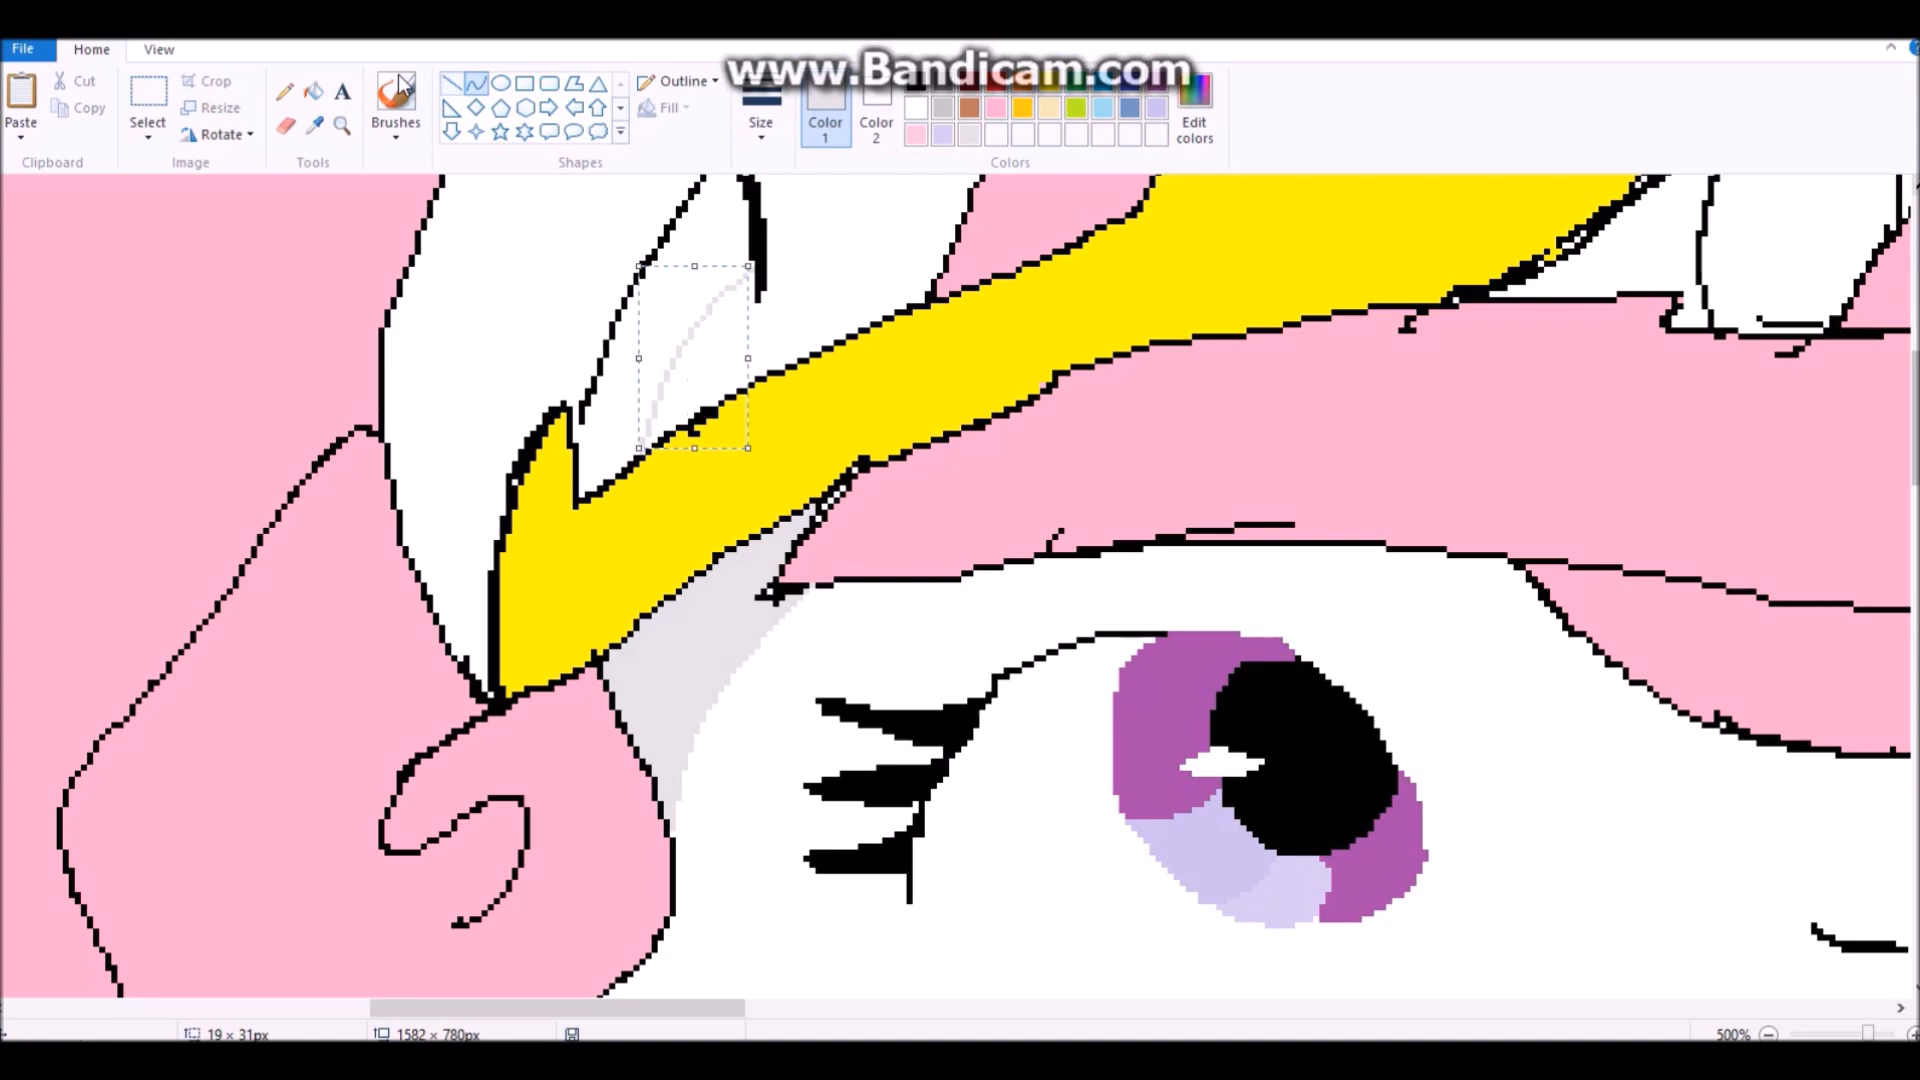 www.Bandicam.com
File Home View
Cut Crop Outline
Copy Resize Fill
Paste Select Rotate A Brushes Size Color 1 Color 2 Edit colors
Clipboard Image Tools Shapes Colors
19 × 31px 1582 × 780px 500%